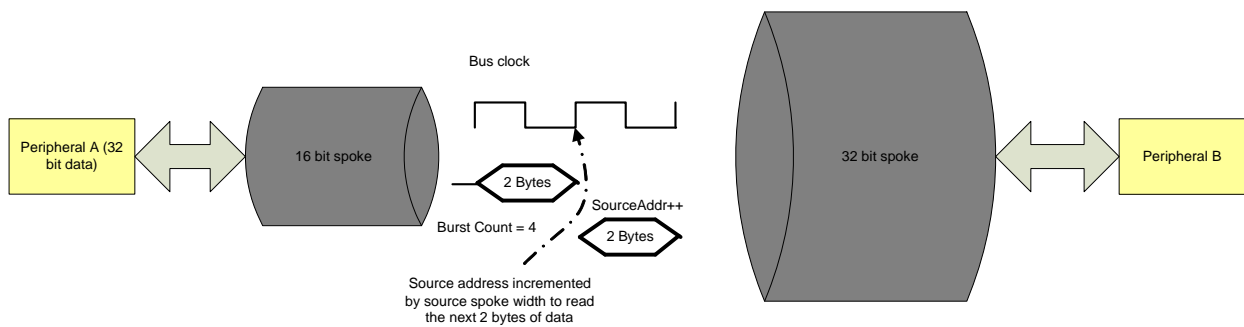 Bus clock
Peripheral A (32
bit data)
16 bit spoke
32 bit spoke
Peripheral B
2 Bytes
SourceAddr++
Burst Count = 4
2 Bytes
Source address incremented
by source spoke width to read
the next 2 bytes of data